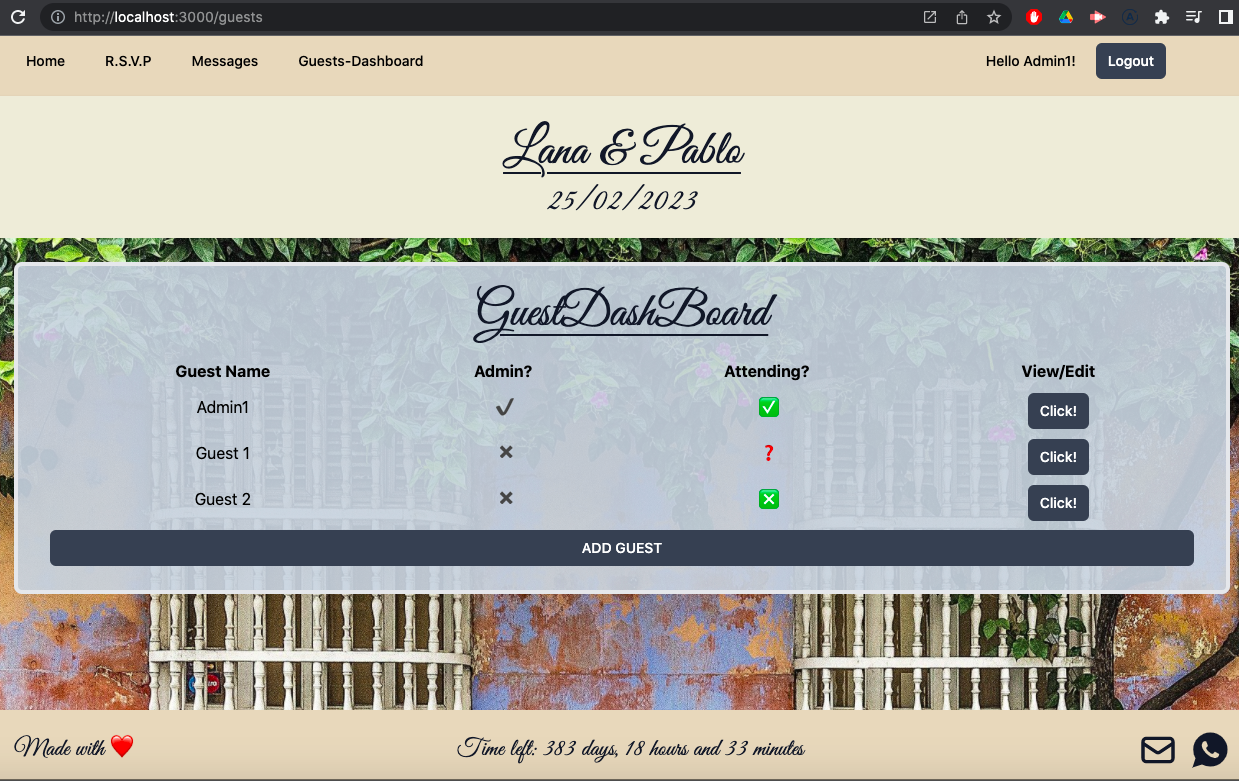 http://localhost:3000/guests
Home R.S.V.P Messages Guests-Dashboard Hello Admin1! Logout
Lana & Pablo
25/02/2023
GuestDashBoard
Guest Name Admin? Attending? View/Edit
Admin1 ✔ ✅ Click!
Guest 1 ✖ ❓ Click!
Guest 2 ✖ ❎ Click!
ADD GUEST
Made with ❤️ Time left: 383 days, 18 hours and 33 minutes